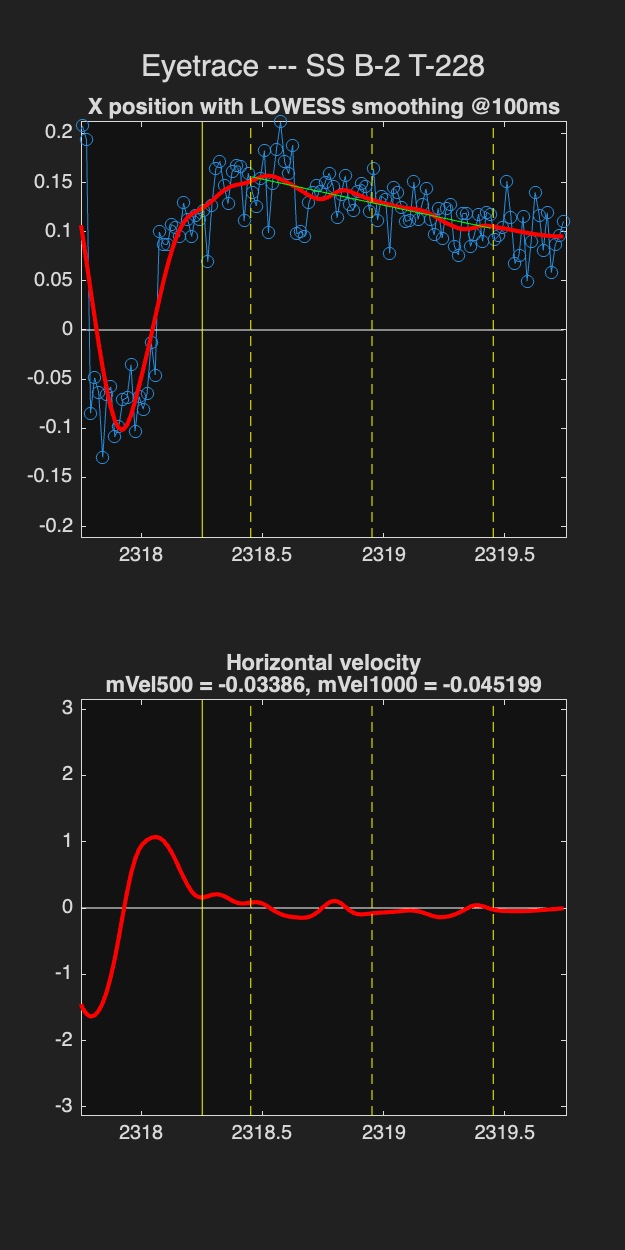 Eyetrace --- SS B-2 T-228
X position with LOWESS smoothing @100ms
0.2
0.15
0.1
0.05
0
-0.05
-0.1
-0.15
-0.2
2318 2318.5 2319 2319.5
Horizontal velocity
mVel500 = -0.03386, mVel1000 = -0.045199
3
2
1
0
-1
-2
-3
2318 2318.5 2319 2319.5